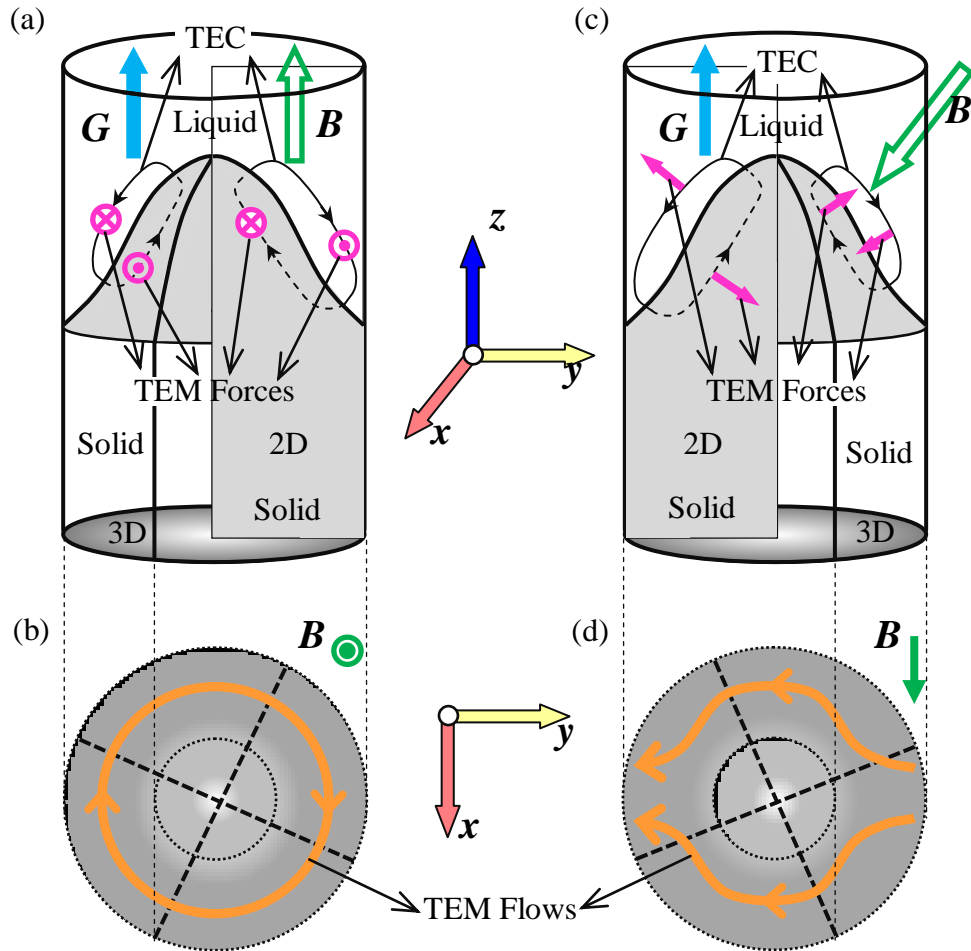 (a)
TEC
G
B
Liquid
TEM Forces
Solid
2D
Solid
3D
z
y
x
(c)
TEC
G
B
Liquid
TEM Forces
2D
Solid
Solid
3D
(b)
B
y
x
TEM Flows
(d)
B